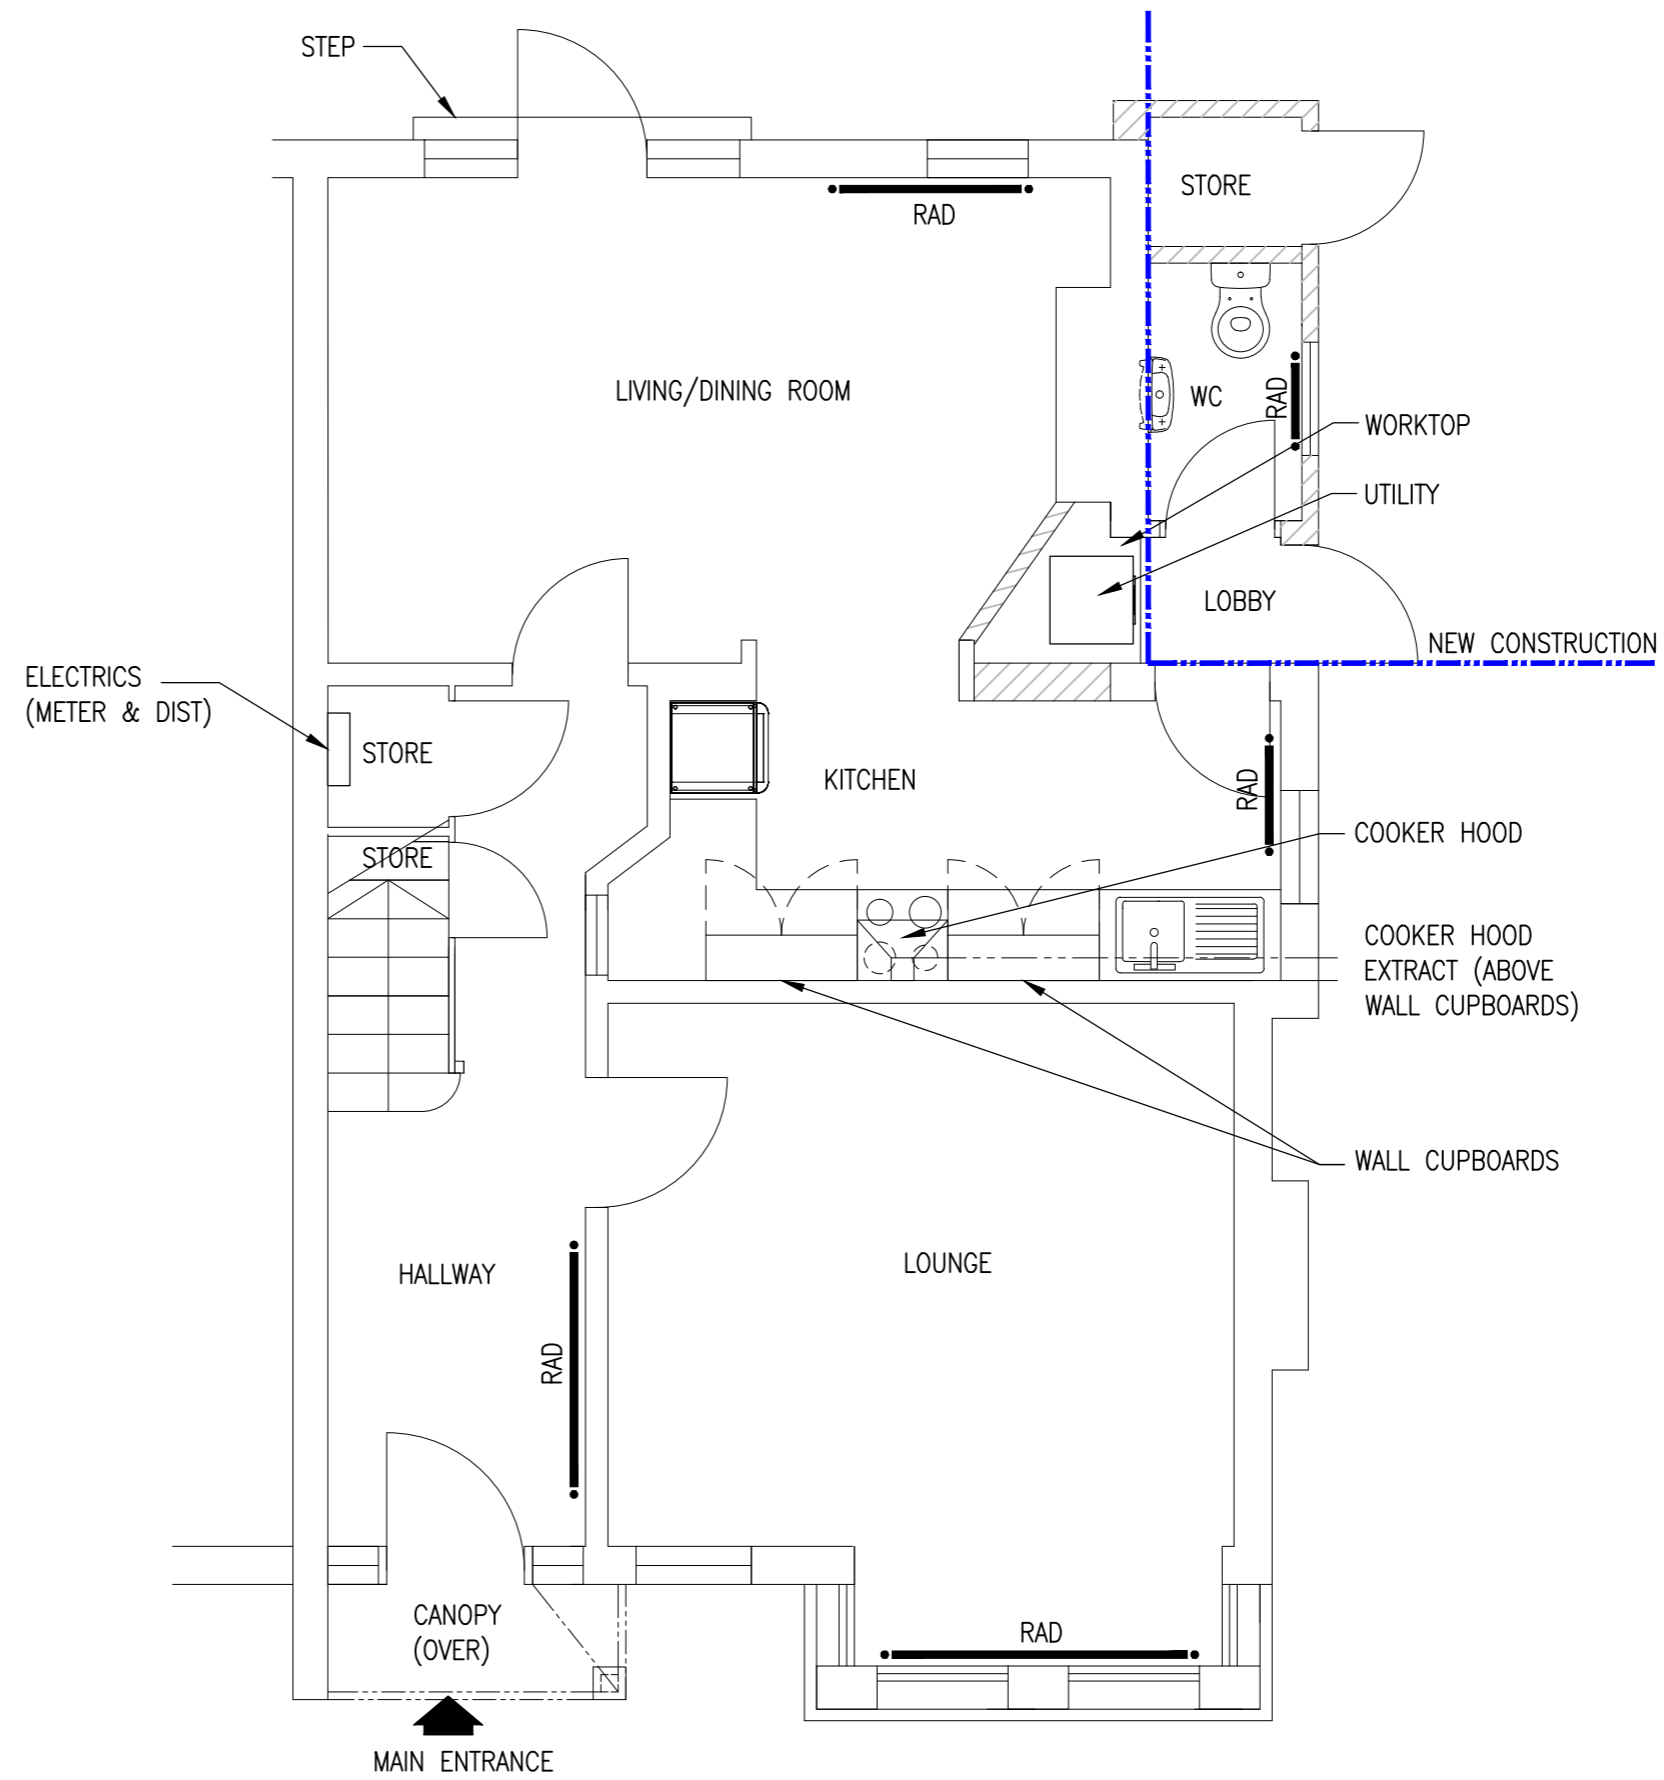 STEP
STORE
RAD
LIVING/DINING ROOM
WC
RAD
WORKTOP
UTILITY
LOBBY
NEW CONSTRUCTION
ELECTRICS
(METER & DIST)
STORE
KITCHEN
RAD
COOKER HOOD
STORE
COOKER HOOD
EXTRACT (ABOVE
WALL CUPBOARDS)
WALL CUPBOARDS
LOUNGE
HALLWAY
RAD
CANOPY
(OVER)
RAD
MAIN ENTRANCE